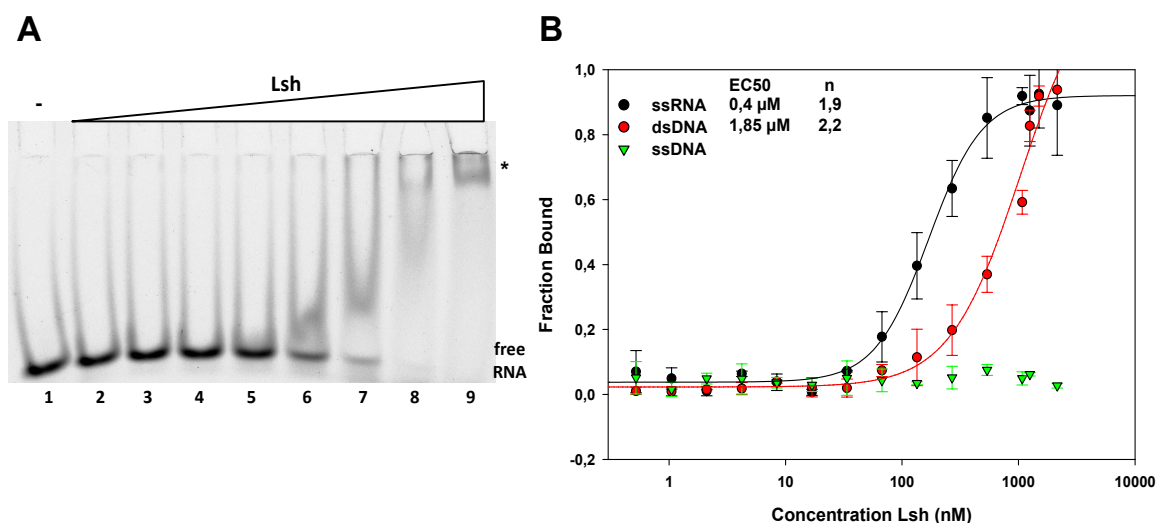 A
Lsh
-
*
free
RNA
1 2 3 4 5 6 7 8 9
B
EC50 n
ssRNA 0,4 µM 1,9
dsDNA 1,85 µM 2,2
ssDNA
1,0
0,8
0,6
0,4
0,2
0,0
-0,2
Fraction Bound
1 10 100 1000 10000
Concentration Lsh (nM)